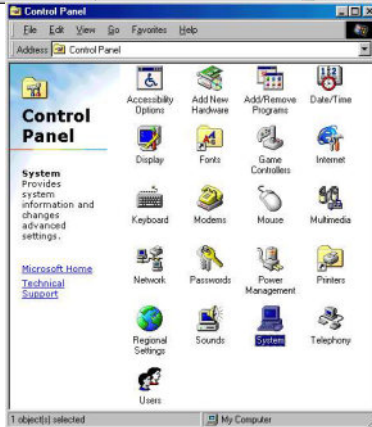 Control Panel
File Edit View Go Favorites Help
Address Control Panel
Control
Panel
System
Provides
system
information and
changes
advanced
settings.
Microsoft Home
Technical
Support
Accessibility
Options
Add New
Hardware
Add/Remove
Programs
Date/Time
Display
Fonts
Game
Controllers
Internet
Keyboard
Modems
Mouse
Multimedia
Network
Passwords
Power
Management
Printers
Regional
Settings
Sounds
System
Telephony
Users
1 object(s) selected
My Computer